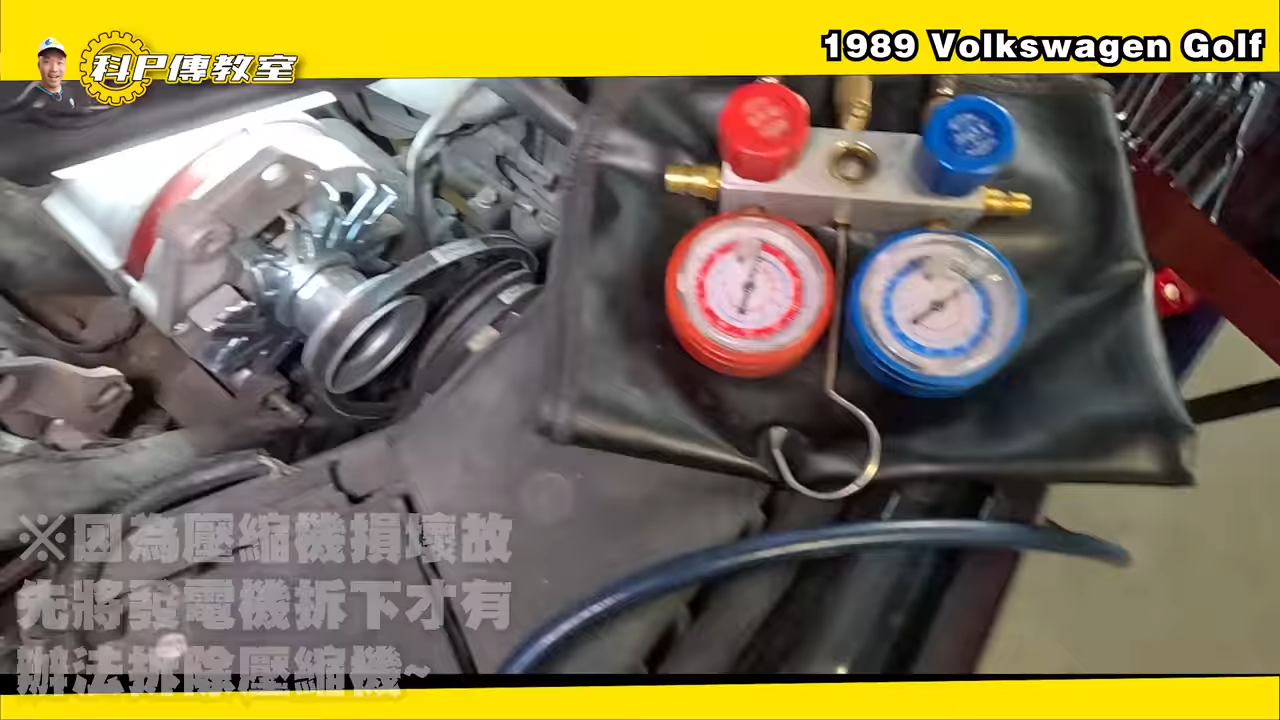 科P傳教室
1989 Volkswagen Golf
※因為壓縮機損壞故
先將發電機拆下才有
辦法拆除壓縮機~